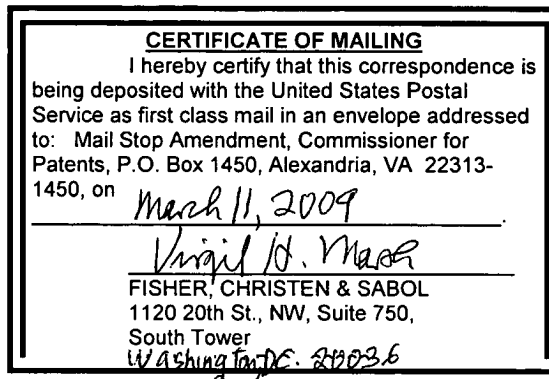 CERTIFICATE OF MAILING
I hereby certify that this correspondence is
being deposited with the United States Postal
Service as first class mail in an envelope addressed
to: Mail Stop Amendment, Commissioner for
Patents, P.O. Box 1450, Alexandria, VA 22313-
1450, on March 11, 2009.
Virgil H. Marsh
FISHER, CHRISTEN & SABOL
1120 20th St., NW, Suite 750,
South Tower
Washington DC. 20036